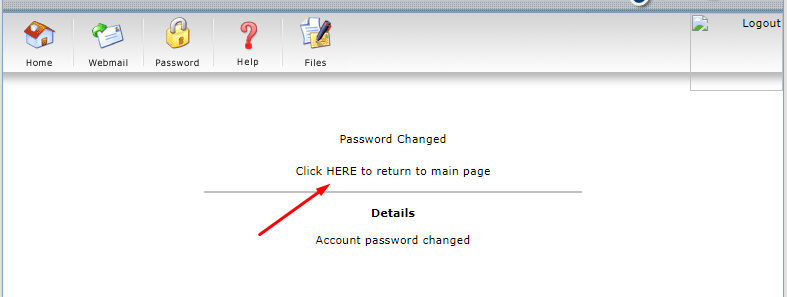 Logout
Home
Webmail
Password
Help
Files
Password Changed
Click HERE to return to main page
Details
Account password changed